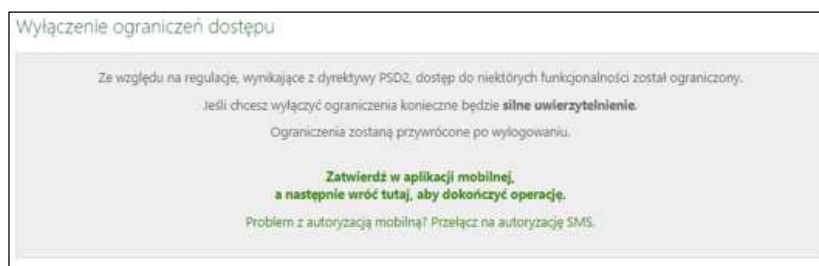 Wyłączenie ograniczeń dostępu
Ze względu na regulacje, wynikające z dyrektywy PSD2, dostęp do niektórych funkcjonalności został ograniczony.
Jeśli chcesz wyłączyć ograniczenia konieczne będzie silne uwierzytelnienie.
Ograniczenia zostaną przywrócone po wylogowaniu.
Zatwierdź w aplikacji mobilnej,
a następnie wróć tutaj, aby dokończyć operację.
Problem z autoryzacją mobilną? Przełącz na autoryzację SMS.